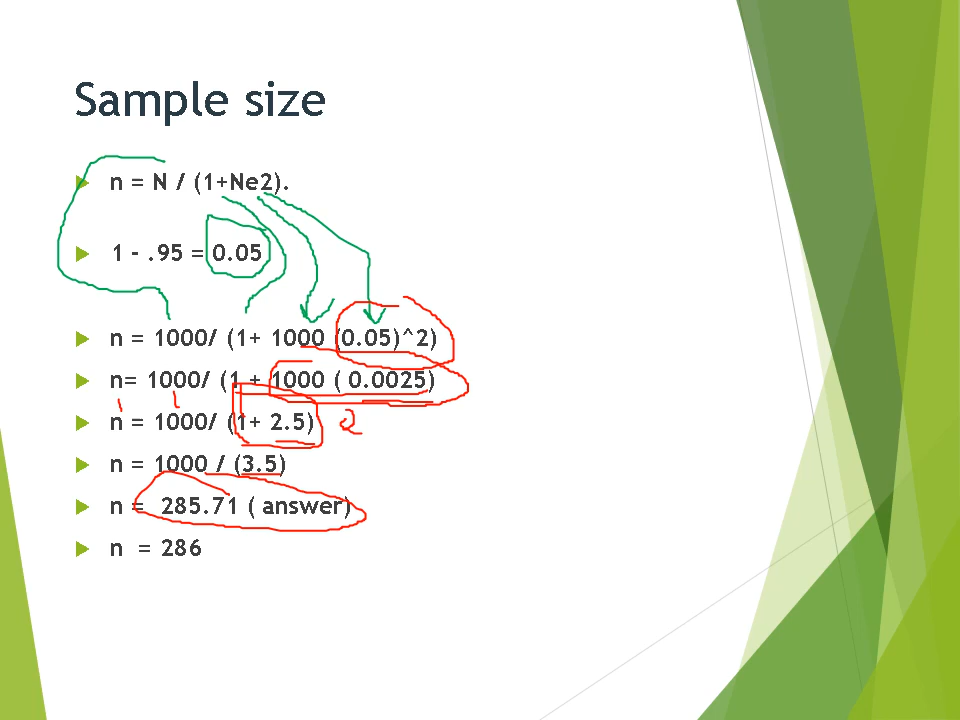 Sample size
n = N / (1+Ne2).
1 - .95 = 0.05
n = 1000/ (1+ 1000 (0.05)^2)
n= 1000/ (1 + 1000 ( 0.0025)
n = 1000/ (1+ 2.5)
n = 1000 / (3.5)
n = 285.71 ( answer)
n = 286